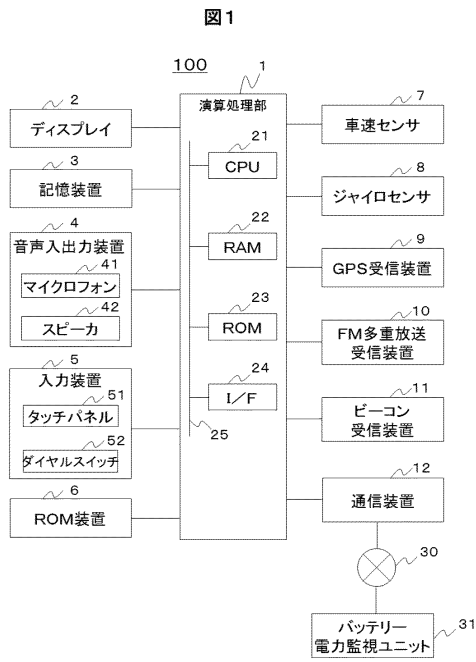 図1
100
1
演算処理部
21
CPU
22
RAM
23
ROM
24
I/F
25
2
ディスプレイ
3
記憶装置
4
音声入出力装置
41
マイクロフォン
42
スピーカ
5
入力装置
51
タッチパネル
52
ダイヤルスイッチ
6
ROM装置
7
車速センサ
8
ジャイロセンサ
9
GPS受信装置
10
FM多重放送
受信装置
11
ビーコン
受信装置
12
通信装置
30
バッテリー
電力監視ユニット
31